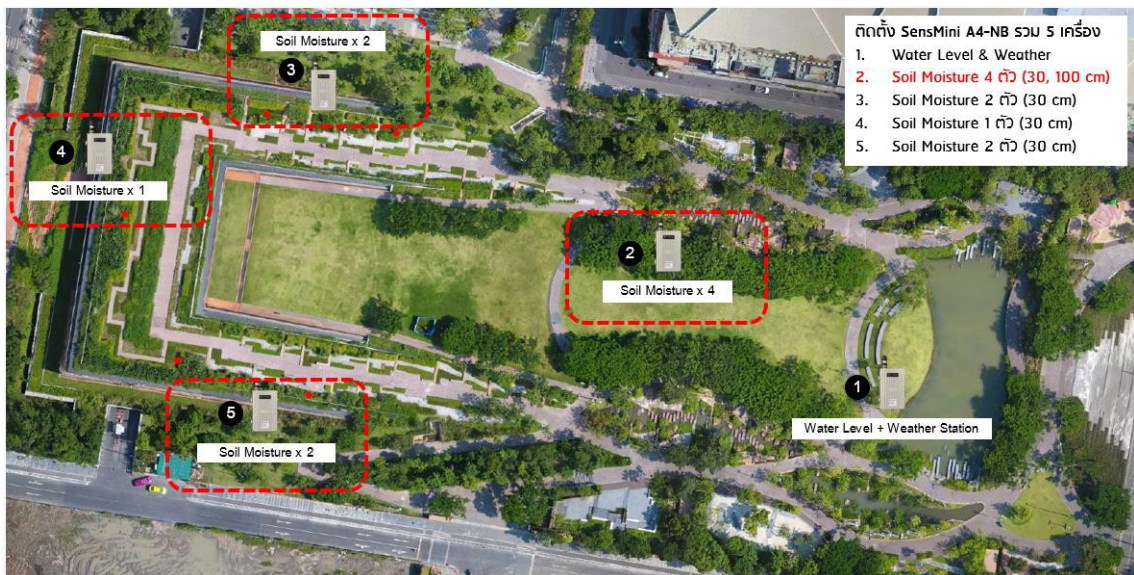 Soil Moisture x 2
3
ติดตั้ง SensMini A4-NB รวม 5 เครื่อง
1. Water Level & Weather
2. Soil Moisture 4 ตัว (30, 100 cm)
3. Soil Moisture 2 ตัว (30 cm)
4. Soil Moisture 1 ตัว (30 cm)
5. Soil Moisture 2 ตัว (30 cm)
4
Soil Moisture x 1
2
Soil Moisture x 4
1
Water Level + Weather Station
5
Soil Moisture x 2